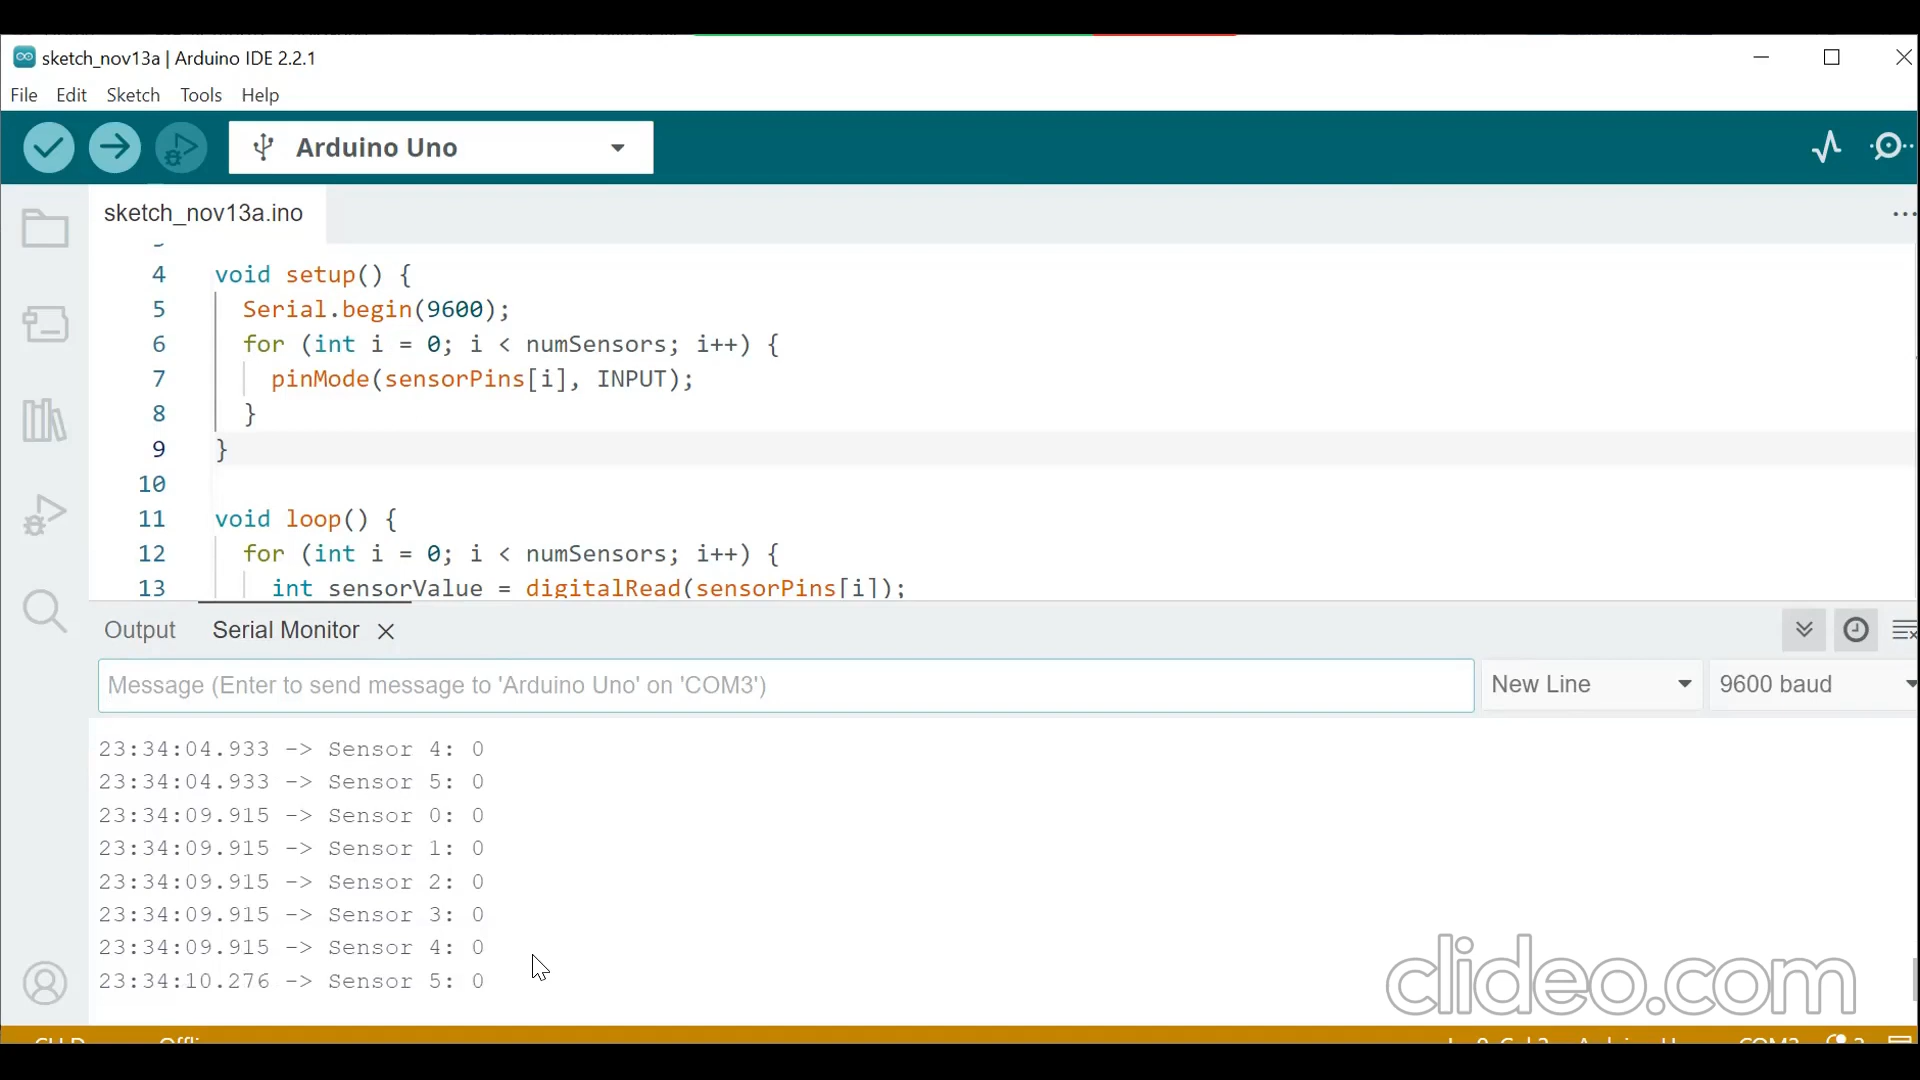 sketch_nov13a | Arduino IDE 2.2.1
File Edit Sketch Tools Help
Arduino Uno
sketch_nov13a.ino
4 void setup() {
5 Serial.begin(9600);
6 for (int i = 0; i < numSensors; i++) {
7 pinMode(sensorPins[i], INPUT);
8 }
9 }
10
11 void loop() {
12 for (int i = 0; i < numSensors; i++) {
13 int sensorValue = digitalRead(sensorPins[i]);
Output Serial Monitor
Message (Enter to send message to 'Arduino Uno' on 'COM3') New Line 9600 baud
23:34:04.933 -> Sensor 4: 0
23:34:04.933 -> Sensor 5: 0
23:34:09.915 -> Sensor 0: 0
23:34:09.915 -> Sensor 1: 0
23:34:09.915 -> Sensor 2: 0
23:34:09.915 -> Sensor 3: 0
23:34:09.915 -> Sensor 4: 0
23:34:10.276 -> Sensor 5: 0
clideo.com